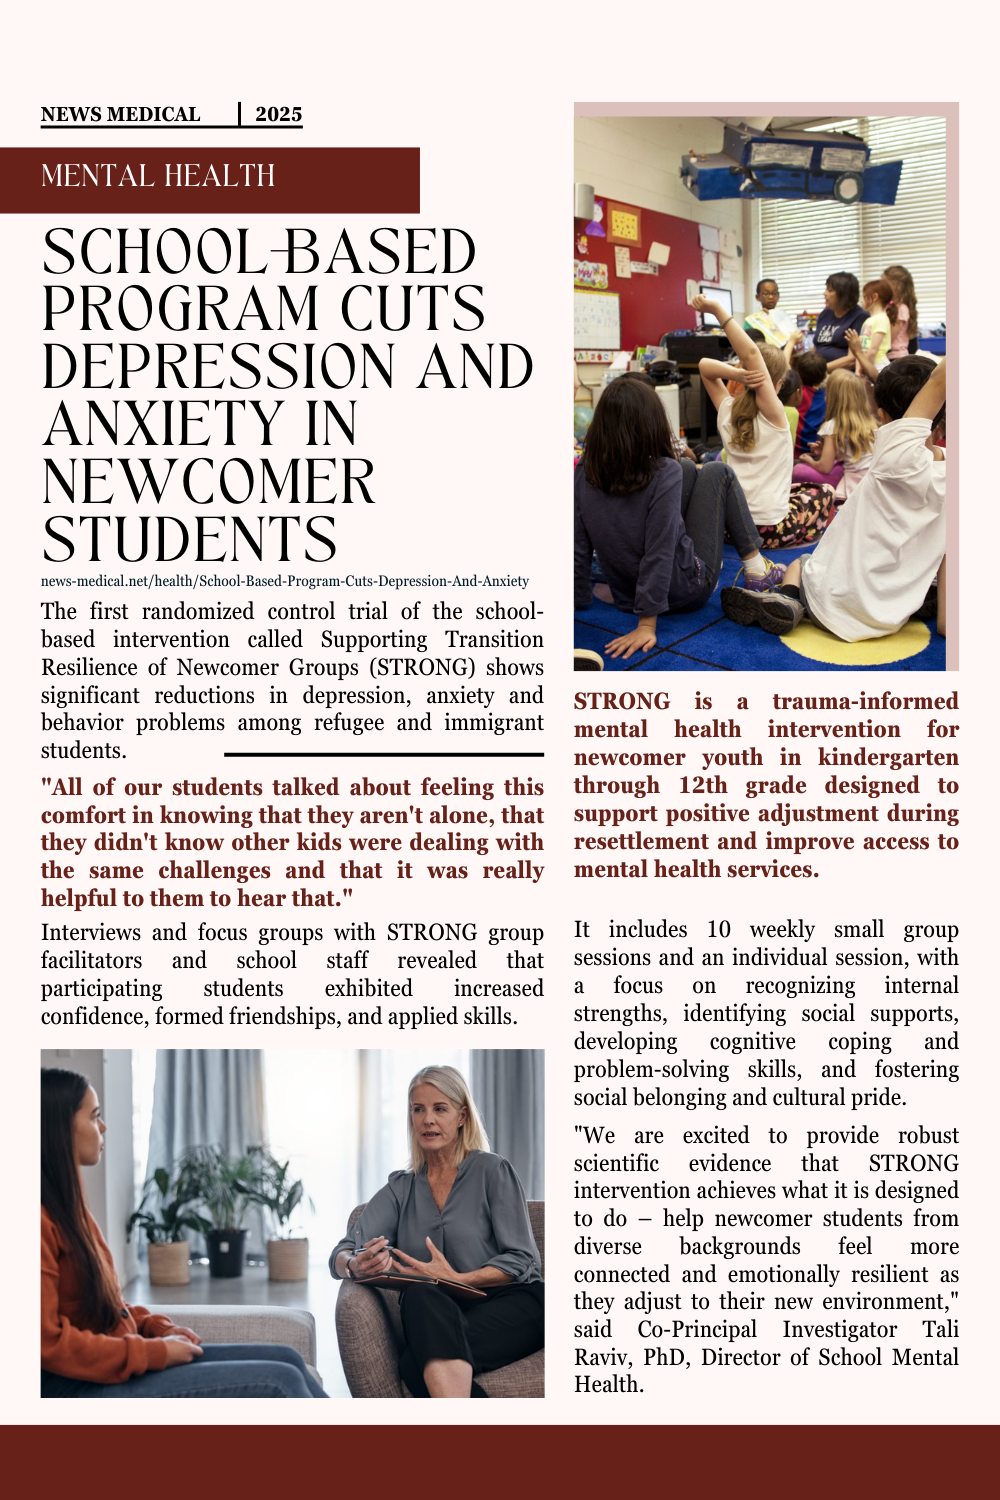 NEWS MEDICAL | 2025
MENTAL HEALTH
SCHOOL-BASED
PROGRAM CUTS
DEPRESSION AND
ANXIETY IN
NEWCOMER
STUDENTS
news-medical.net/health/School-Based-Program-Cuts-Depression-And-Anxiety
The first randomized control trial of the school-
based intervention called Supporting Transition
Resilience of Newcomer Groups (STRONG) shows
significant reductions in depression, anxiety and
behavior problems among refugee and immigrant
students.
"All of our students talked about feeling this
comfort in knowing that they aren't alone, that
they didn't know other kids were dealing with
the same challenges and that it was really
helpful to them to hear that."
Interviews and focus groups with STRONG group
facilitators and school staff revealed that
participating students exhibited increased
confidence, formed friendships, and applied skills.
STRONG is a trauma-informed
mental health intervention for
newcomer youth in kindergarten
through 12th grade designed to
support positive adjustment during
resettlement and improve access to
mental health services.
It includes 10 weekly small group
sessions and an individual session, with
a focus on recognizing internal
strengths, identifying social supports,
developing cognitive coping and
problem-solving skills, and fostering
social belonging and cultural pride.
"We are excited to provide robust
scientific evidence that STRONG
intervention achieves what it is designed
to do – help newcomer students from
diverse backgrounds feel more
connected and emotionally resilient as
they adjust to their new environment,"
said Co-Principal Investigator Tali
Raviv, PhD, Director of School Mental
Health.